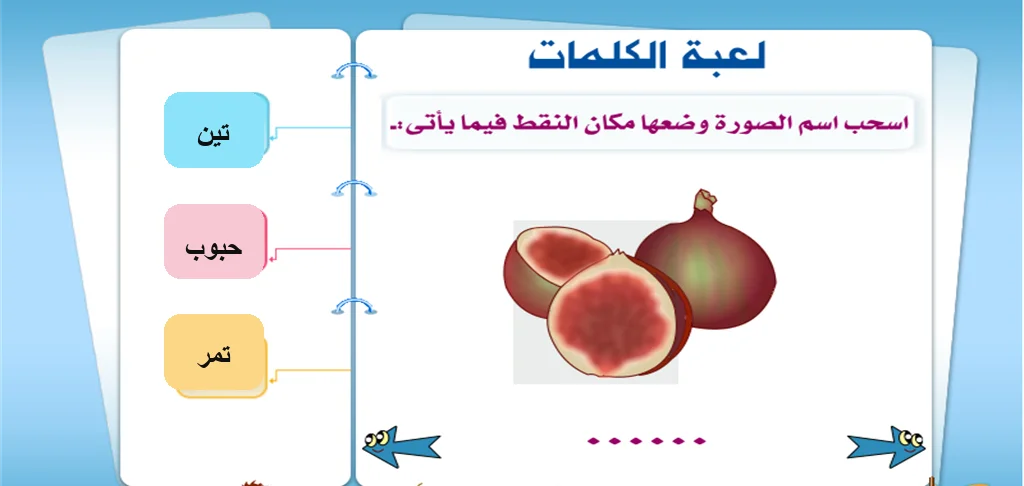 لعبة الكلمات
اسحب اسم الصورة وضعها مكان النقط فيما يأتى :ـ
تين
حبوب
تمر